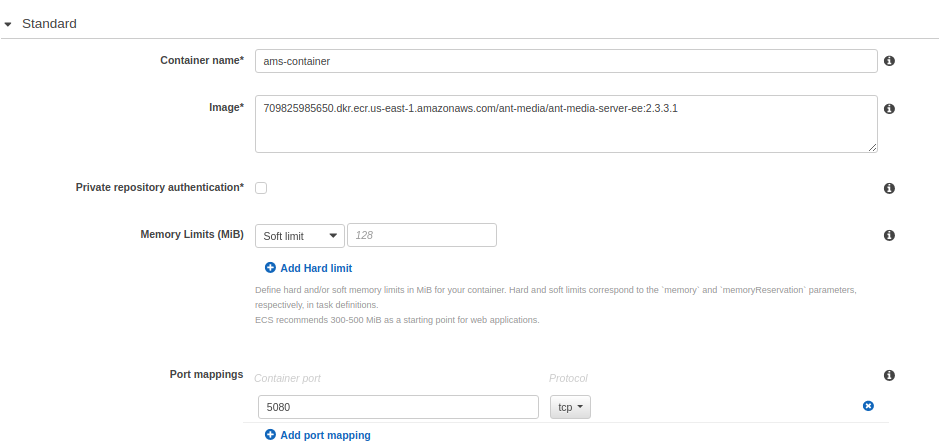 Standard
Container name*
ams-container
Image*
709825985650.dkr.ecr.us-east-1.amazonaws.com/ant-media/ant-media-server-ee:2.3.3.1
Private repository authentication*
Memory Limits (MiB)
Soft limit
128
Add Hard limit
Define hard and/or soft memory limits in MiB for your container. Hard and soft limits correspond to the `memory` and `memoryReservation` parameters,
respectively, in task definitions.
ECS recommends 300-500 MiB as a starting point for web applications.
Port mappings
Container port
Protocol
5080
tcp
Add port mapping